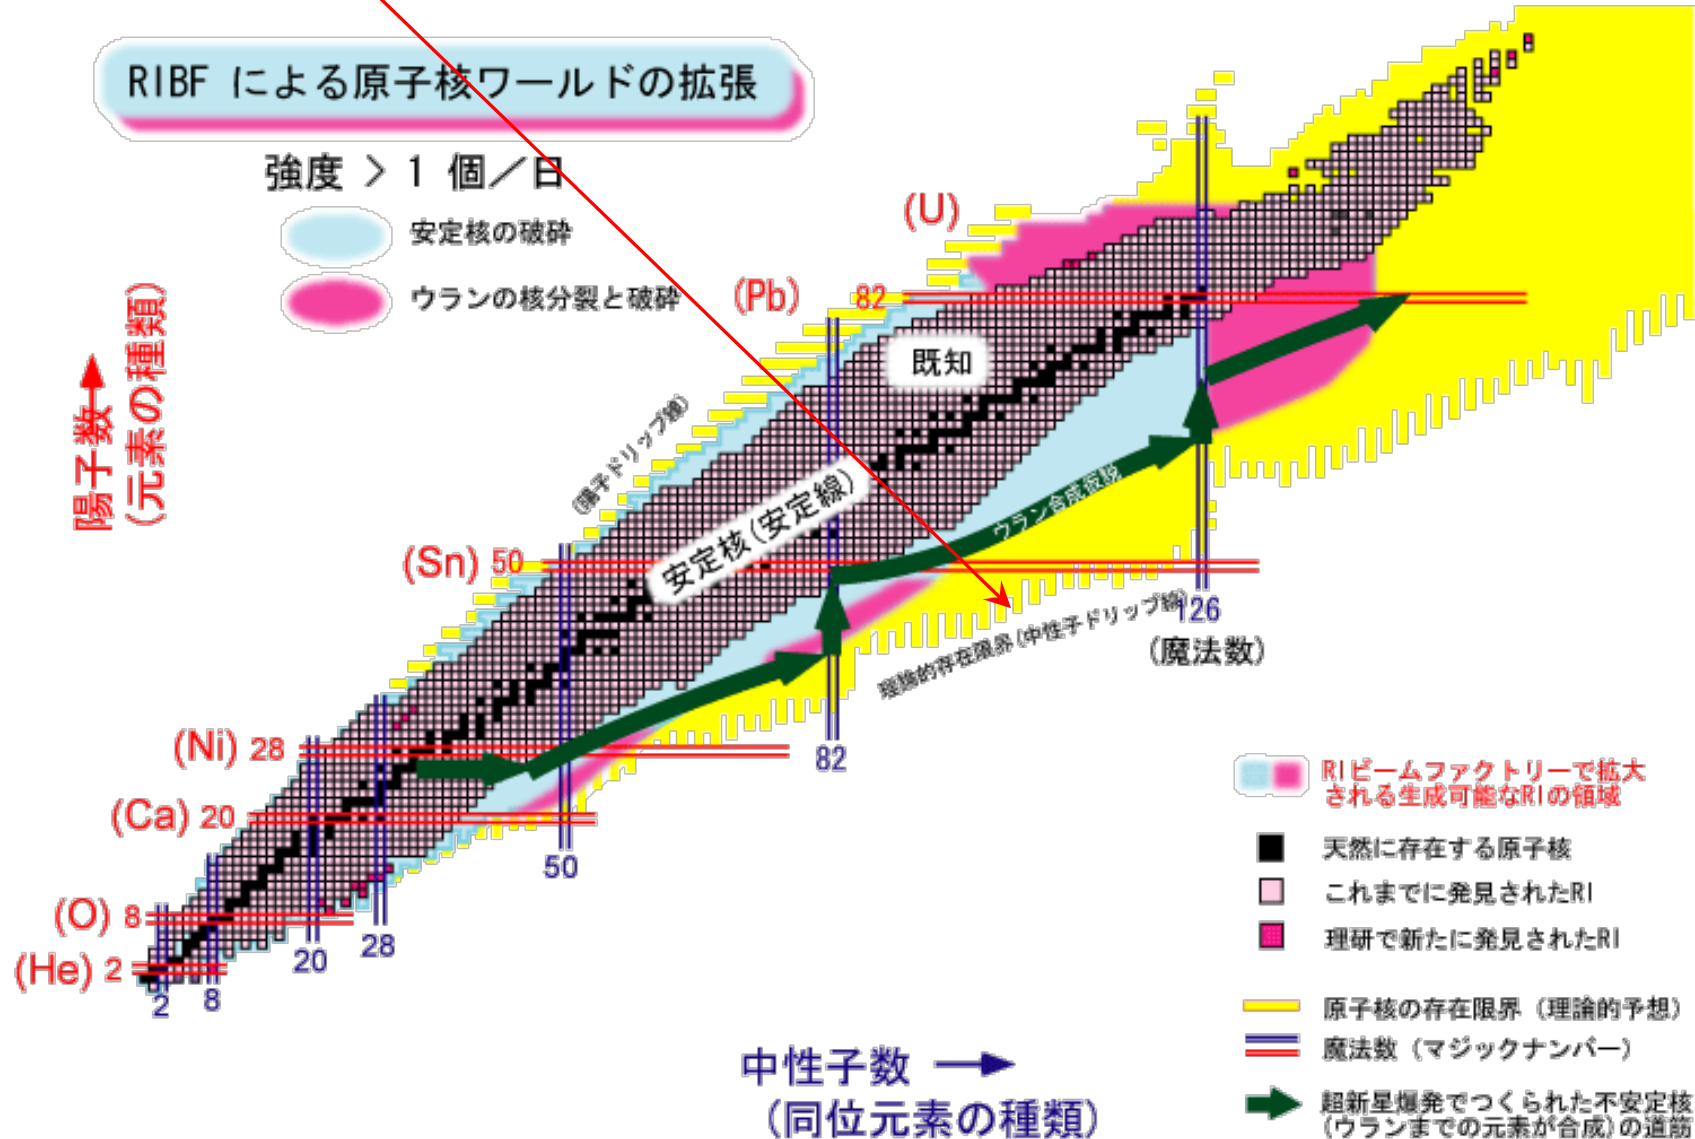 RIBF による原子核ワールドの拡張
強度 > 1 個／日
安定核の破砕
ウランの核分裂と破砕
(U)
(Pb) 82
既知
陽子数→
(元素の種類)
(陽子ドリップ線)
安定核(安定線)
ウラン合成仮説
(Sn) 50
理論的存在限界(中性子ドリップ線)
126
(魔法数)
(Ni) 28
82
(Ca) 20
50
(O) 8
28
20
(He) 2
2
8
中性子数 →
(同位元素の種類)
RIビームファクトリーで拡大
される生成可能なRIの領域
天然に存在する原子核
これまでに発見されたRI
理研で新たに発見されたRI
原子核の存在限界（理論的予想）
魔法数（マジックナンバー）
超新星爆発でつくられた不安定核
(ウランまでの元素が合成)の道筋